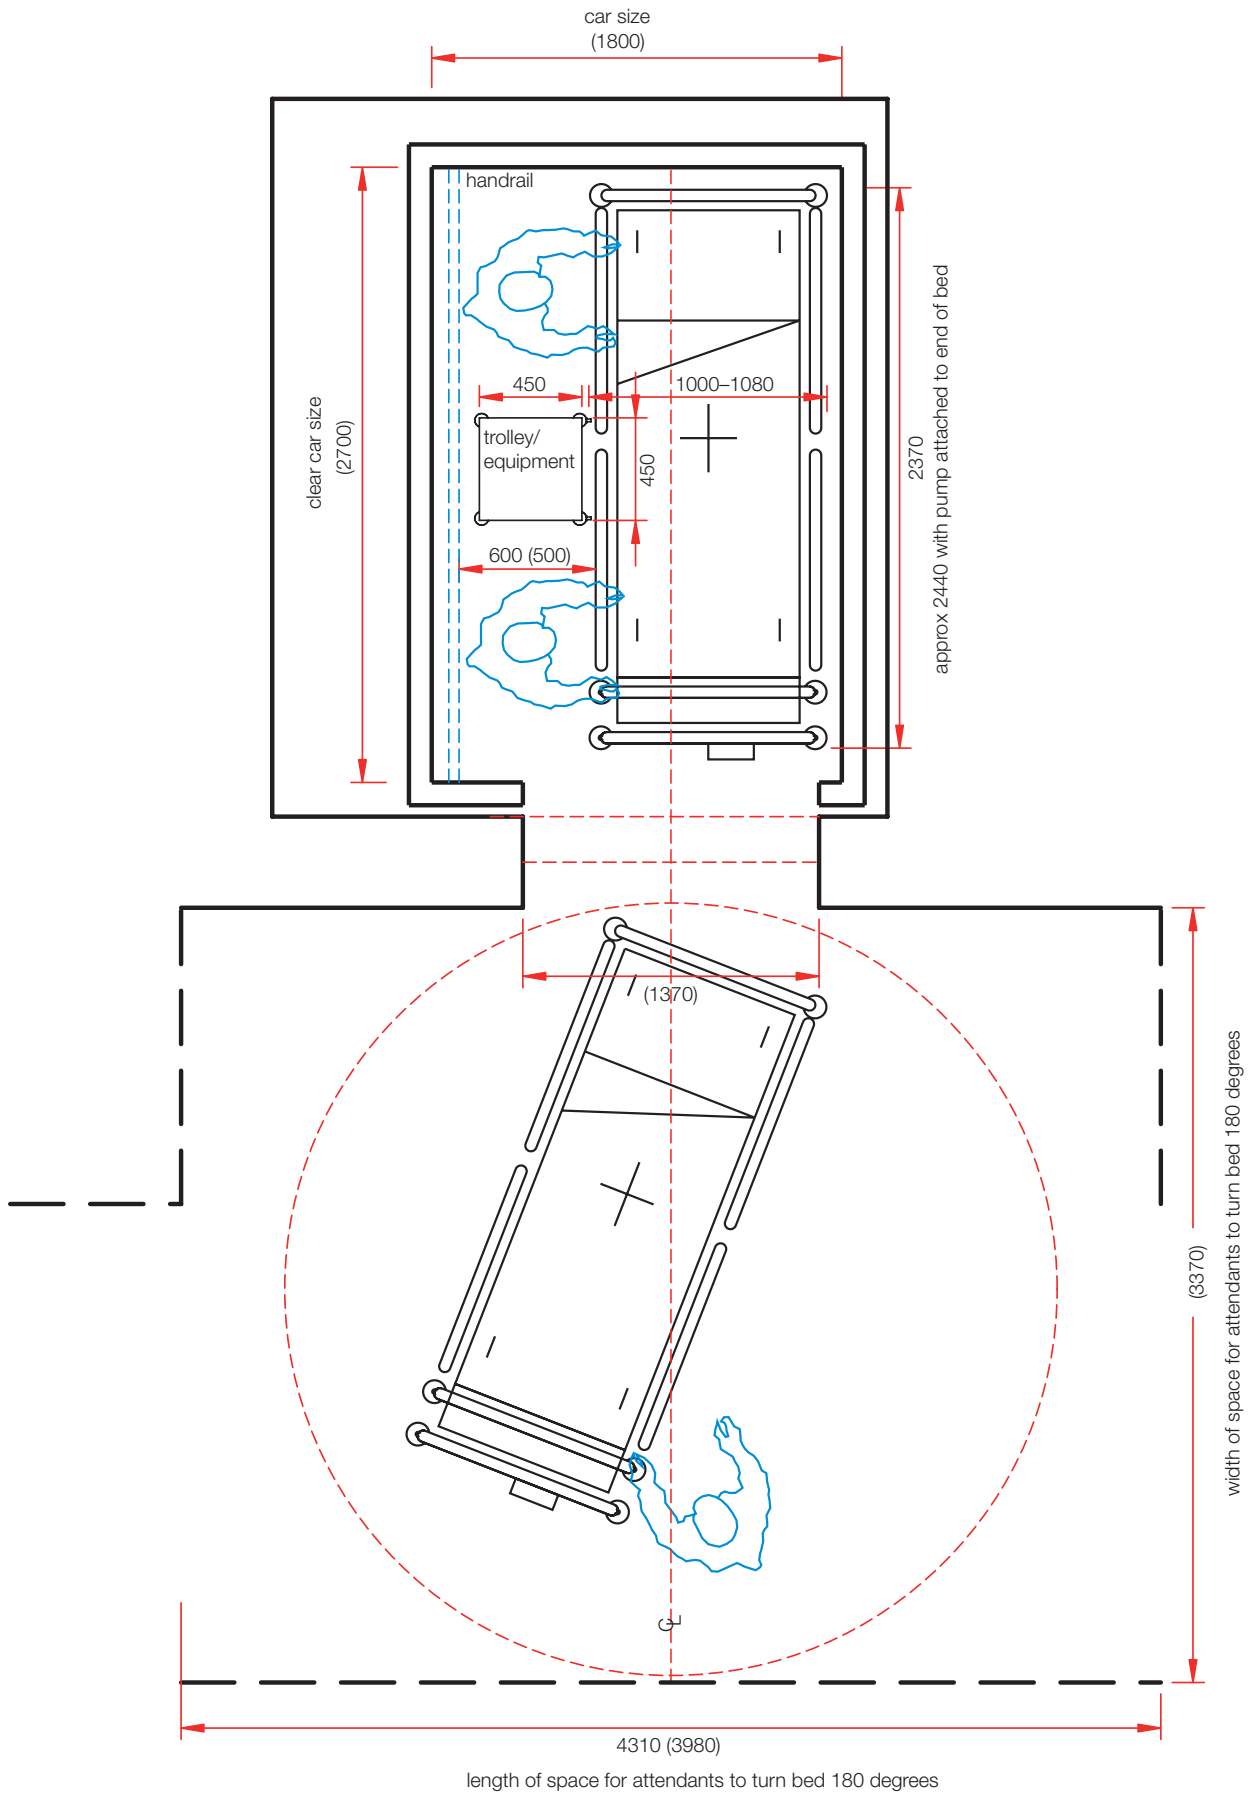 car size
(1800)
handrail
clear car size
(2700)
450
1000–1080
trolley/
equipment
450
600 (500)
2370
approx 2440 with pump attached to end of bed
(1370)
(3370)
width of space for attendants to turn bed 180 degrees
CL
4310 (3980)
length of space for attendants to turn bed 180 degrees